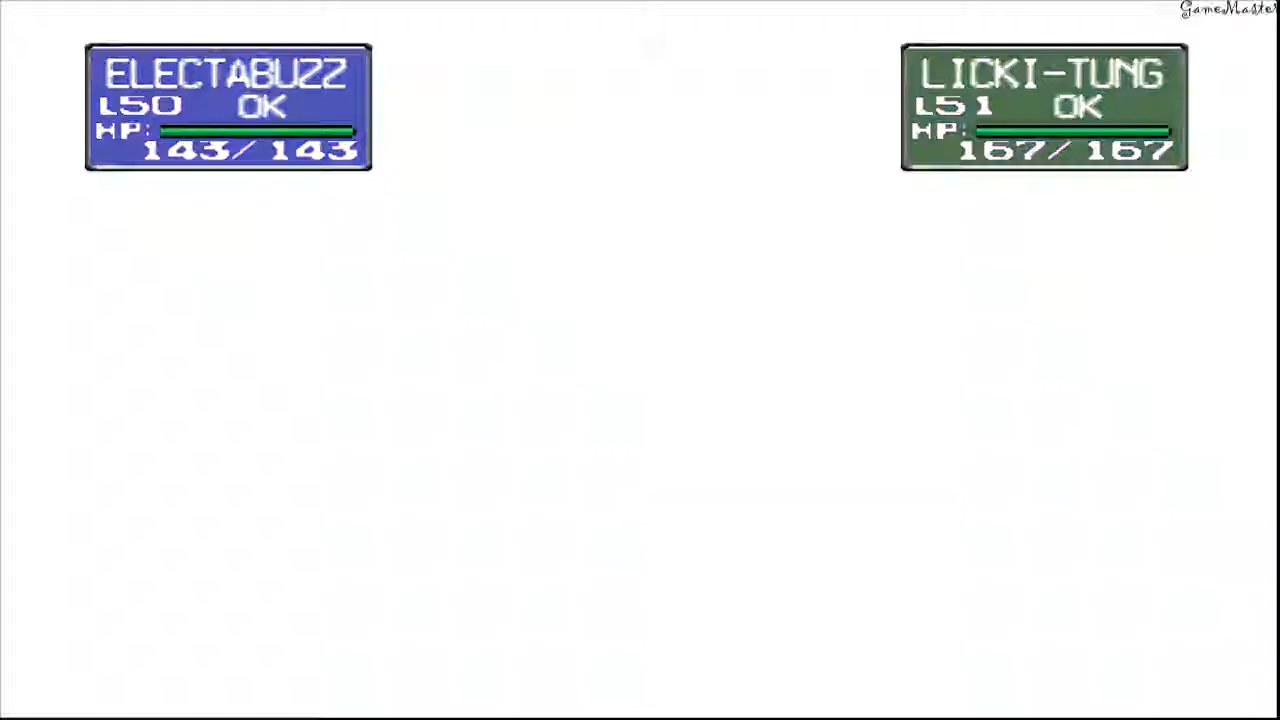 GameMaster
ELECTABUZZ
L50 OK
HP:
143/143
LICKI-TUNG
L51 OK
HP:
167/167